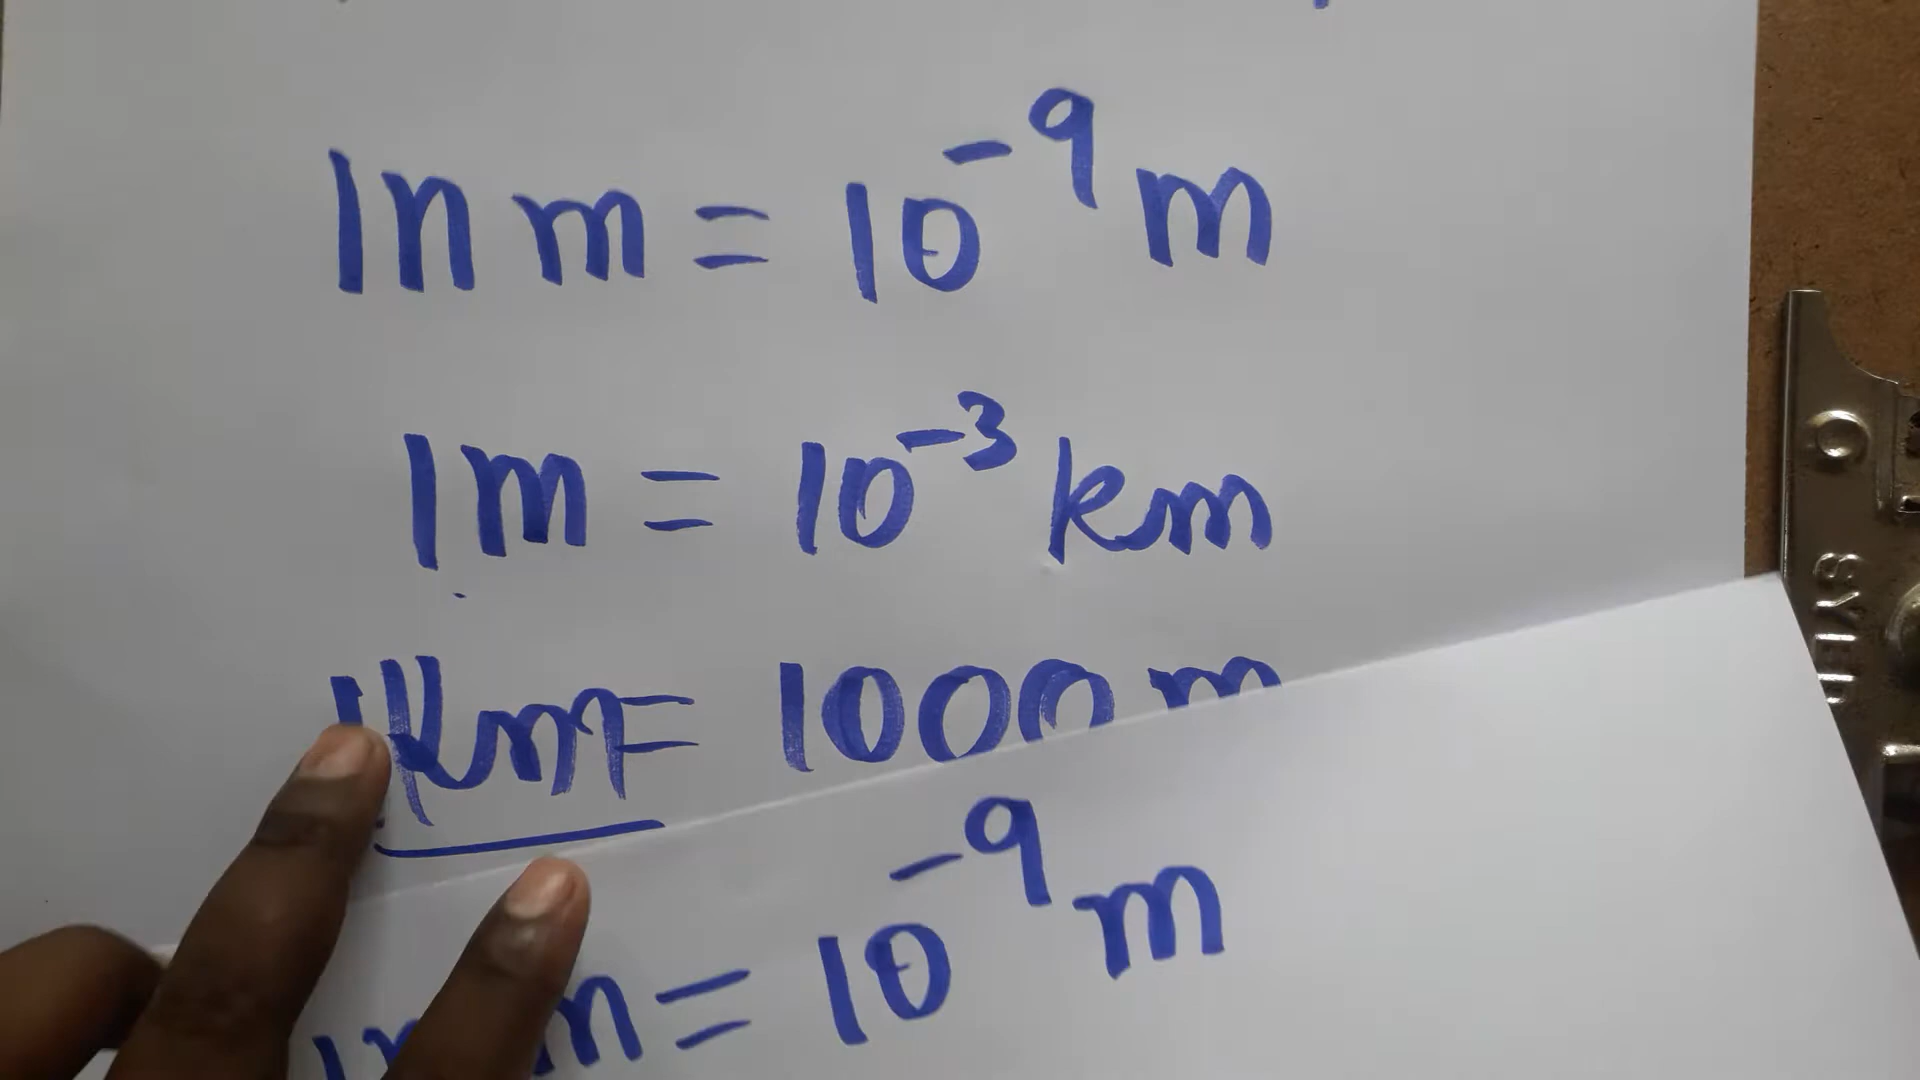 1nm = 10⁻⁹ m
1m = 10⁻³ km
1km = 1000 m
= 10⁻⁹ m